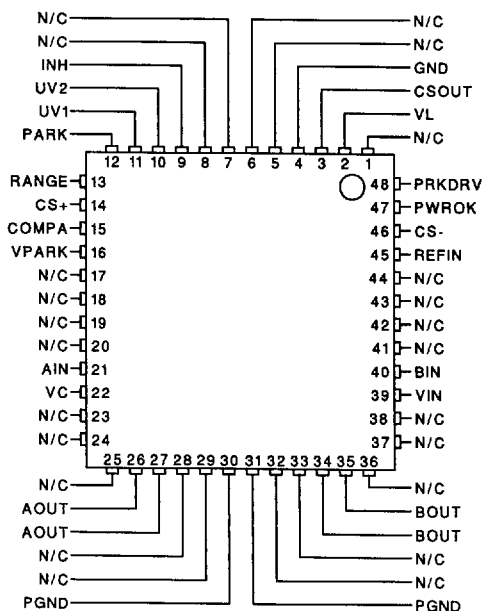 N/C N/C
N/C N/C
INH GND
UV2 CSOUT
UV1 VL
PARK N/C
12 11 10 9 8 7 6 5 4 3 2 1
RANGE 13 48 PRKDRV
CS+ 14 47 PWROK
COMPA 15 46 CS-
VPARK 16 45 REFIN
N/C 17 44 N/C
N/C 18 43 N/C
N/C 19 42 N/C
N/C 20 41 N/C
AIN 21 40 BIN
VC 22 39 VIN
N/C 23 38 N/C
N/C 24 37 N/C
25 26 27 28 29 30 31 32 33 34 35 36
N/C N/C
AOUT BOUT
AOUT BOUT
N/C N/C
N/C N/C
PGND PGND